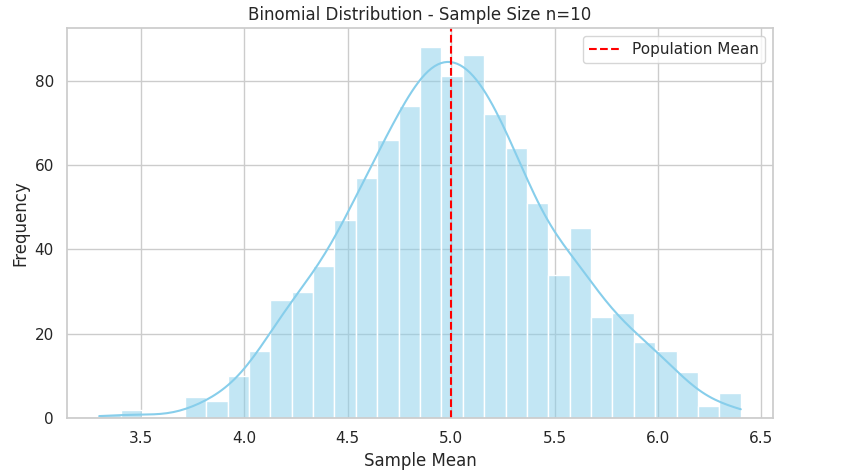 Binomial Distribution - Sample Size n=10
Population Mean
Frequency
80
60
40
20
0
3.5 4.0 4.5 5.0 5.5 6.0 6.5
Sample Mean